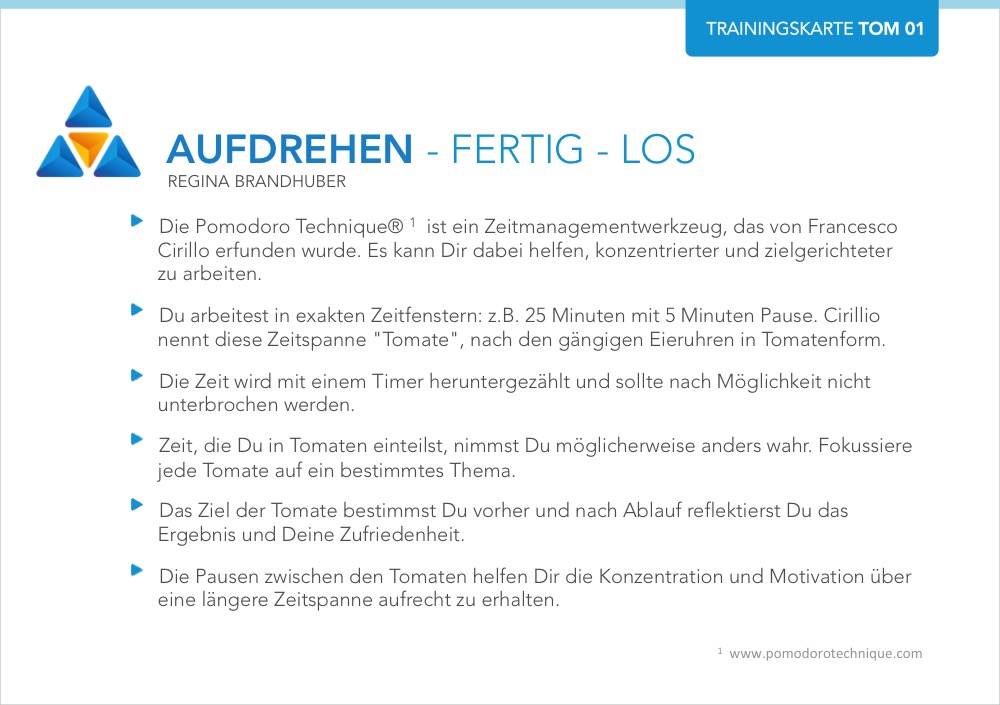 TRAININGSKARTE TOM 01
AUFDREHEN - FERTIG - LOS
REGINA BRANDHUBER
Die Pomodoro Technique® ¹ ist ein Zeitmanagementwerkzeug, das von Francesco
Cirillo erfunden wurde. Es kann Dir dabei helfen, konzentrierter und zielgerichteter
zu arbeiten.
Du arbeitest in exakten Zeitfenstern: z.B. 25 Minuten mit 5 Minuten Pause. Cirillio
nennt diese Zeitspanne "Tomate", nach den gängigen Eieruhren in Tomatenform.
Die Zeit wird mit einem Timer heruntergezählt und sollte nach Möglichkeit nicht
unterbrochen werden.
Zeit, die Du in Tomaten einteilst, nimmst Du möglicherweise anders wahr. Fokussiere
jede Tomate auf ein bestimmtes Thema.
Das Ziel der Tomate bestimmst Du vorher und nach Ablauf reflektierst Du das
Ergebnis und Deine Zufriedenheit.
Die Pausen zwischen den Tomaten helfen Dir die Konzentration und Motivation über
eine längere Zeitspanne aufrecht zu erhalten.
¹ www.pomodorotechnique.com